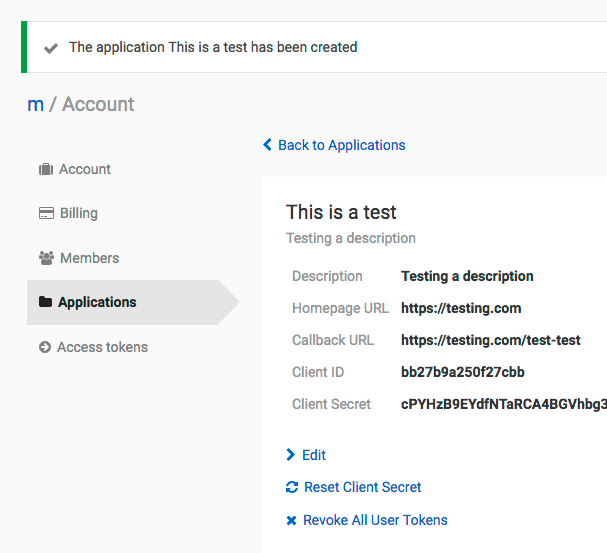 The application This is a test has been created
m / Account
Account
Billing
Members
Applications
Access tokens
Back to Applications
This is a test
Testing a description
Description Testing a description
Homepage URL https://testing.com
Callback URL https://testing.com/test-test
Client ID bb27b9a250f27cbb
Client Secret cPYHzB9EYdfNTaRCA4BGVhbg3
Edit
Reset Client Secret
Revoke All User Tokens